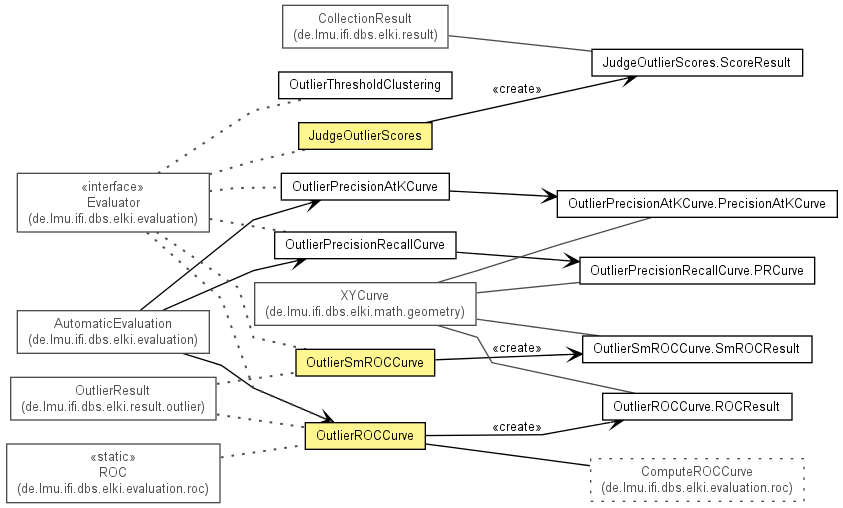 CollectionResult
(de.lmu.ifi.dbs.elki.result)
JudgeOutlierScores.ScoreResult
OutlierThresholdClustering
«create»
JudgeOutlierScores
«interface»
Evaluator
(de.lmu.ifi.dbs.elki.evaluation)
OutlierPrecisionAtKCurve
OutlierPrecisionAtKCurve.PrecisionAtKCurve
OutlierPrecisionRecallCurve
OutlierPrecisionRecallCurve.PRCurve
XYCurve
(de.lmu.ifi.dbs.elki.math.geometry)
AutomaticEvaluation
(de.lmu.ifi.dbs.elki.evaluation)
«create»
OutlierSmROCCurve.SmROCResult
OutlierSmROCCurve
OutlierResult
(de.lmu.ifi.dbs.elki.result.outlier)
OutlierROCCurve.ROCResult
«create»
OutlierROCCurve
«static»
ROC
(de.lmu.ifi.dbs.elki.evaluation.roc)
ComputeROCCurve
(de.lmu.ifi.dbs.elki.evaluation.roc)